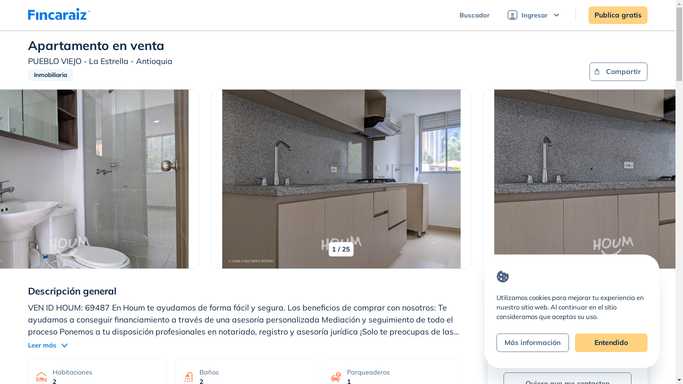 Fincaraiz
Buscador
Ingresar
Publica gratis
Apartamento en venta
PUEBLO VIEJO - La Estrella - Antioquia
Inmobiliaria
Compartir
HOUM
HOUM
HOUM
1 / 25
Descripción general
VEN ID HOUM: 69487 En Houm te ayudamos de forma fácil y segura. Los beneficios de comprar con nosotros: Te
ayudamos a conseguir financiamiento a través de una asesoría personalizada Mediación y seguimiento de todo el
proceso Ponemos a tu disposición profesionales en notariado, registro y asesoría jurídica ¡Solo te preocupas de las...
Leer más
Habitaciones
2
Baños
2
Parqueaderos
1
Utilizamos cookies para mejorar tu experiencia en
nuestro sitio web. Al continuar en el sitio
consideramos que aceptas su uso.
Más información
Entendido
Quiero que me contacten